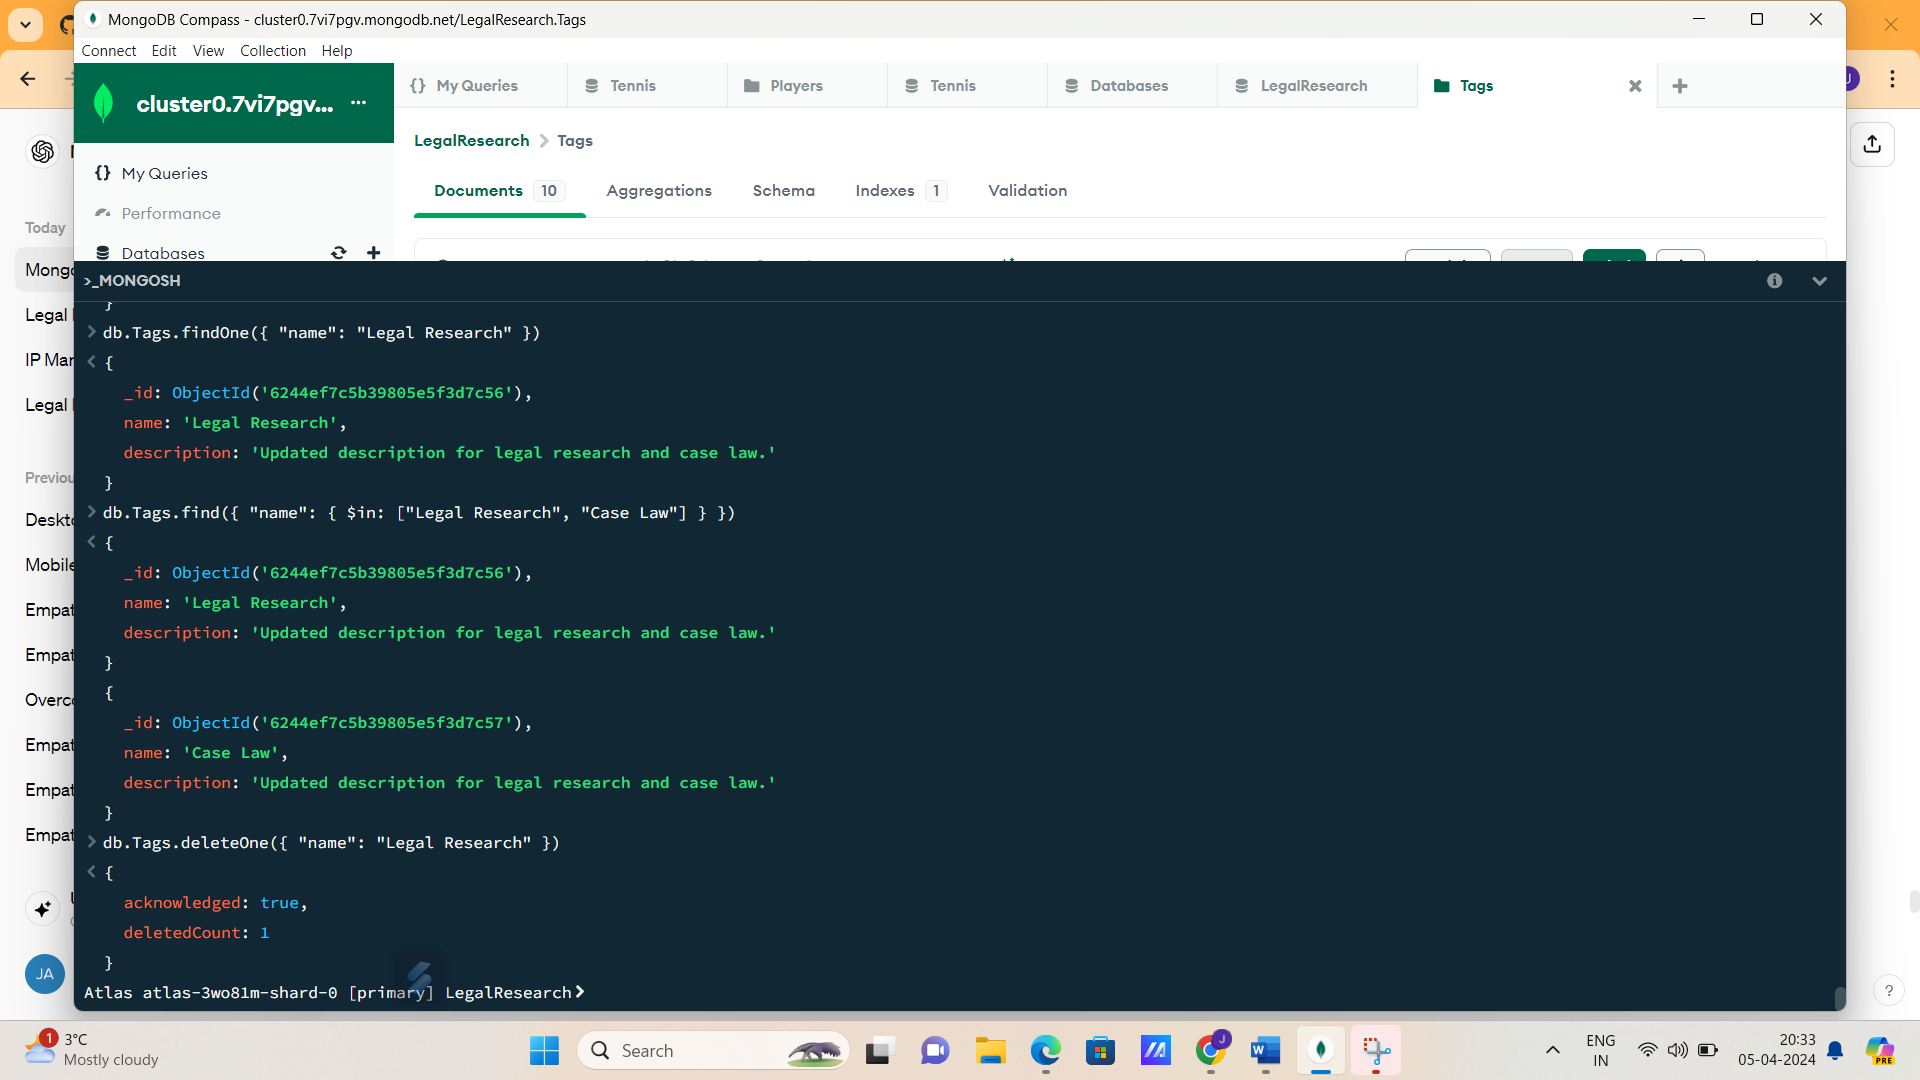 MongoDB Compass - cluster0.7vi7pgv.mongodb.net/LegalResearch.Tags
Connect Edit View Collection Help
cluster0.7vi7pgv... ...
{} My Queries
Tennis
Players
Tennis
Databases
LegalResearch
Tags
LegalResearch > Tags
{} My Queries
Performance
Databases
Documents 10
Aggregations
Schema
Indexes 1
Validation
Today
Mongo
Legal
IP Mar
Legal
Previou
Deskto
Mobile
Empat
Empat
Overco
Empat
Empat
Empat
JA
>_MONGOSH
}
> db.Tags.findOne({ "name": "Legal Research" })
< {
_id: ObjectId('6244ef7c5b39805e5f3d7c56'),
name: 'Legal Research',
description: 'Updated description for legal research and case law.'
}
> db.Tags.find({ "name": { $in: ["Legal Research", "Case Law"] } })
< {
_id: ObjectId('6244ef7c5b39805e5f3d7c56'),
name: 'Legal Research',
description: 'Updated description for legal research and case law.'
}
{
_id: ObjectId('6244ef7c5b39805e5f3d7c57'),
name: 'Case Law',
description: 'Updated description for legal research and case law.'
}
> db.Tags.deleteOne({ "name": "Legal Research" })
< {
acknowledged: true,
deletedCount: 1
}
Atlas atlas-3wo81m-shard-0 [primary] LegalResearch>
?
1
3°C
Mostly cloudy
Search
J
W
PRE
ENG
IN
20:33
05-04-2024